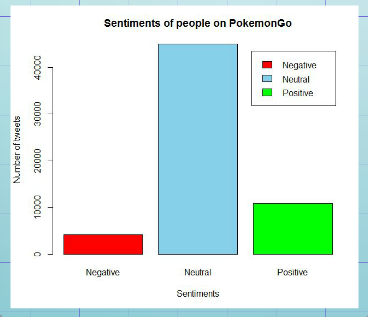 Sentiments of people on PokemonGo
Negative
Neutral
Positive
Number of tweets
40000
30000
20000
10000
0
Negative Neutral Positive
Sentiments